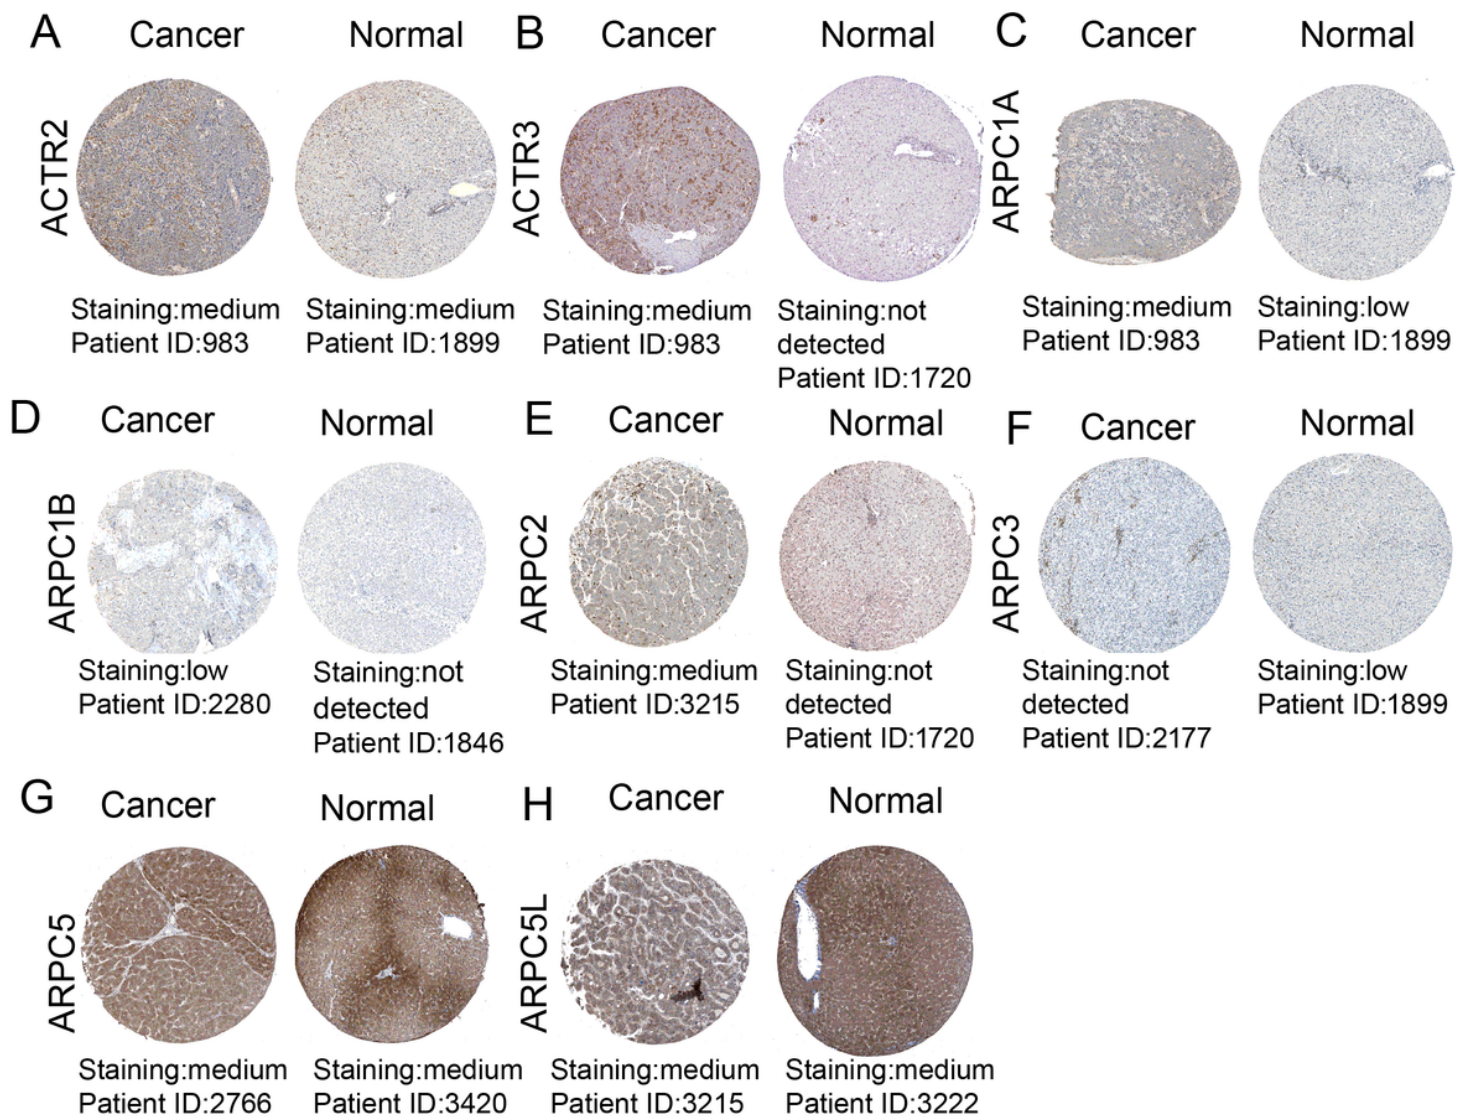 A Cancer Normal
ACTR2
Staining:medium
Patient ID:983
Staining:medium
Patient ID:1899
B Cancer Normal
ACTR3
Staining:medium
Patient ID:983
Staining:not
detected
Patient ID:1720
C Cancer Normal
ARPC1A
Staining:medium
Patient ID:983
Staining:low
Patient ID:1899
D Cancer Normal
ARPC1B
Staining:low
Patient ID:2280
Staining:not
detected
Patient ID:1846
E Cancer Normal
ARPC2
Staining:medium
Patient ID:3215
Staining:not
detected
Patient ID:1720
F Cancer Normal
ARPC3
Staining:not
detected
Patient ID:2177
Staining:low
Patient ID:1899
G Cancer Normal
ARPC5
Staining:medium
Patient ID:2766
Staining:medium
Patient ID:3420
H Cancer Normal
ARPC5L
Staining:medium
Patient ID:3215
Staining:medium
Patient ID:3222